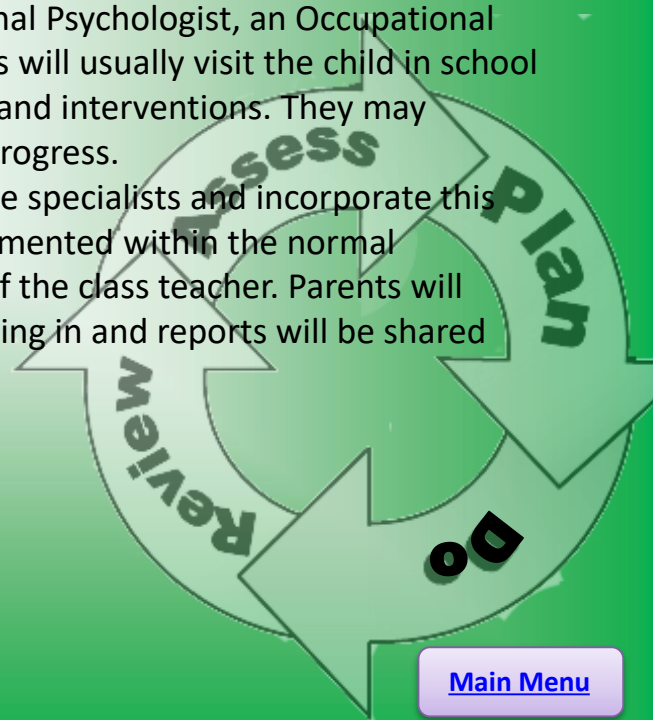 nal Psychologist, an Occupational
s will usually visit the child in school
and interventions. They may
rogress.
e specialists and incorporate this
mented within the normal
f the class teacher. Parents will
ing in and reports will be shared
Assess
Plan
Do
Review
Main Menu